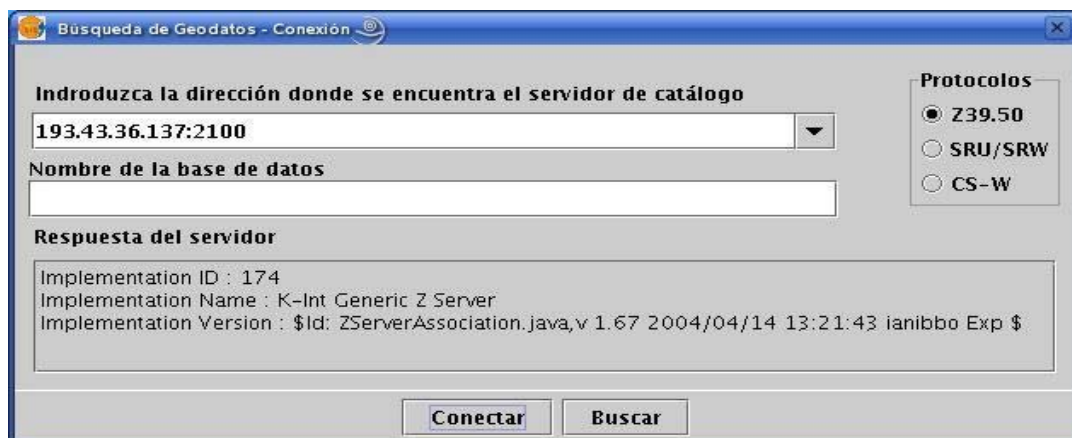 Búsqueda de Geodatos - Conexión
Indroduzca la dirección donde se encuentra el servidor de catálogo
193.43.36.137:2100
Nombre de la base de datos
Protocolos
Z39.50
SRU/SRW
CS-W
Respuesta del servidor
Implementation ID : 174
Implementation Name : K-Int Generic Z Server
Implementation Version : $Id: ZServerAssociation.java,v 1.67 2004/04/14 13:21:43 ianibbo Exp $
Conectar
Buscar